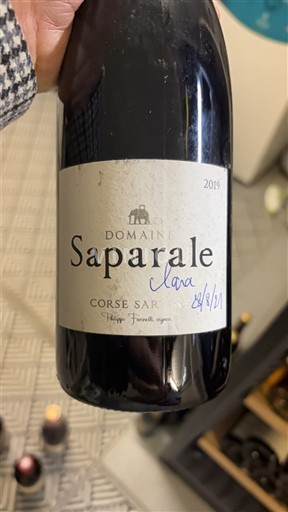 2019
DOMAINE
Saparale
Clara
CORSE SAR
28/8/21
Philippe Farinelli, vigneron